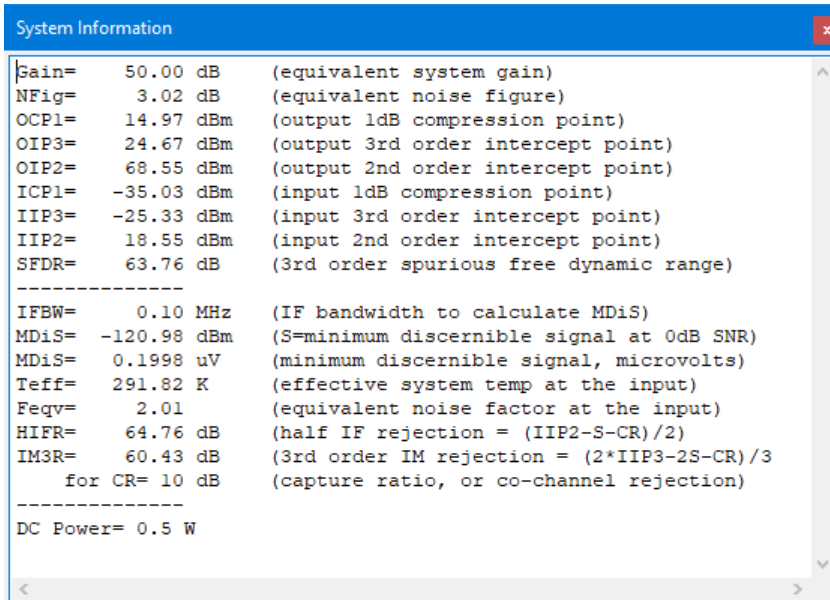 System Information
Gain=    50.00 dB    (equivalent system gain)
NFig=     3.02 dB    (equivalent noise figure)
OCP1=    14.97 dBm   (output 1dB compression point)
OIP3=    24.67 dBm   (output 3rd order intercept point)
OIP2=    68.55 dBm   (output 2nd order intercept point)
ICP1=   -35.03 dBm   (input 1dB compression point)
IIP3=   -25.33 dBm   (input 3rd order intercept point)
IIP2=    18.55 dBm   (input 2nd order intercept point)
SFDR=    63.76 dB    (3rd order spurious free dynamic range)
--------------
IFBW=     0.10 MHz   (IF bandwidth to calculate MDiS)
MDiS=  -120.98 dBm   (S=minimum discernible signal at 0dB SNR)
MDiS=   0.1998 uV    (minimum discernible signal, microvolts)
Teff=   291.82 K     (effective system temp at the input)
Feqv=     2.01       (equivalent noise factor at the input)
HIFR=    64.76 dB    (half IF rejection = (IIP2-S-CR)/2)
IM3R=    60.43 dB    (3rd order IM rejection = (2*IIP3-2S-CR)/3
    for CR= 10 dB    (capture ratio, or co-channel rejection)
--------------
DC Power= 0.5 W